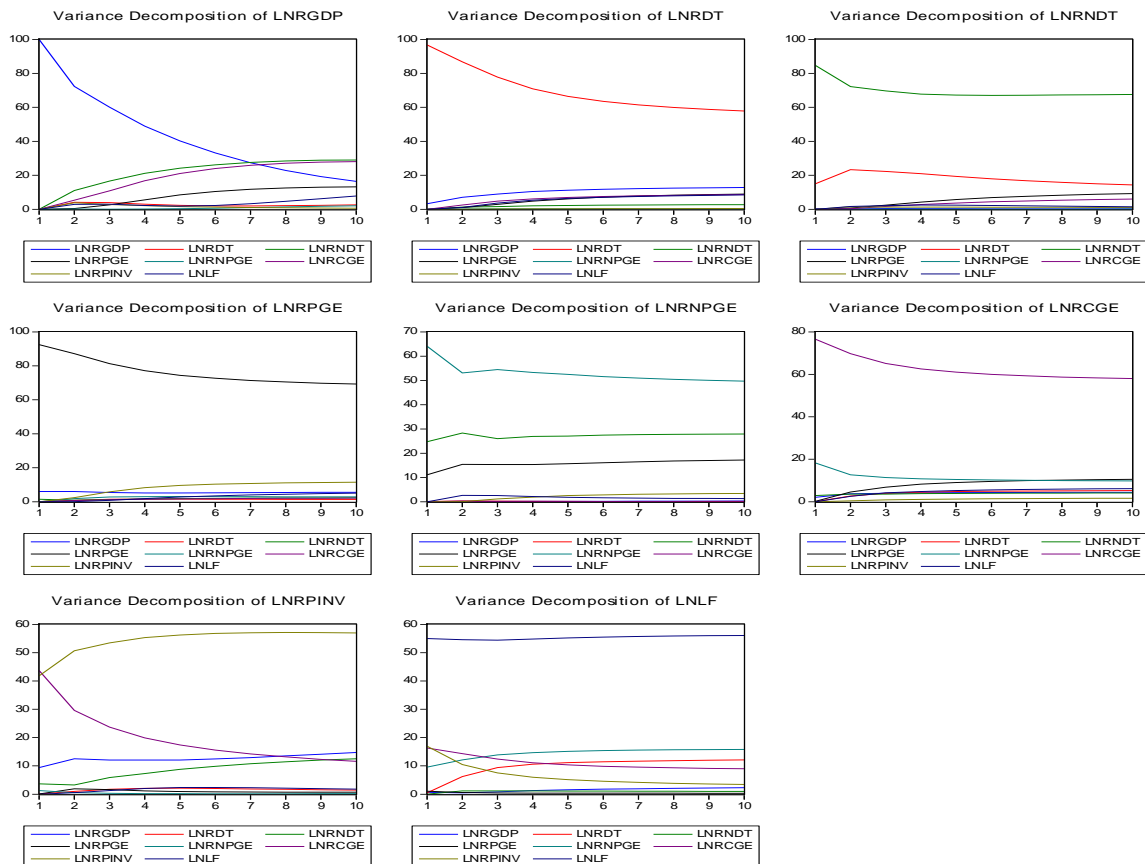 Variance Decomposition of LNRGDP
100
80
60
40
20
0
1 2 3 4 5 6 7 8 9 10
LNRGDP LNRDT LNRNDT
LNRPGE LNRNPGE LNRCGE
LNRPINV LNLF
Variance Decomposition of LNRDT
100
80
60
40
20
0
1 2 3 4 5 6 7 8 9 10
LNRGDP LNRDT LNRNDT
LNRPGE LNRNPGE LNRCGE
LNRPINV LNLF
Variance Decomposition of LNRNDT
100
80
60
40
20
0
1 2 3 4 5 6 7 8 9 10
LNRGDP LNRDT LNRNDT
LNRPGE LNRNPGE LNRCGE
LNRPINV LNLF
Variance Decomposition of LNRPGE
100
80
60
40
20
0
1 2 3 4 5 6 7 8 9 10
LNRGDP LNRDT LNRNDT
LNRPGE LNRNPGE LNRCGE
LNRPINV LNLF
Variance Decomposition of LNRNPGE
70
60
50
40
30
20
10
0
1 2 3 4 5 6 7 8 9 10
LNRGDP LNRDT LNRNDT
LNRPGE LNRNPGE LNRCGE
LNRPINV LNLF
Variance Decomposition of LNRCGE
80
60
40
20
0
1 2 3 4 5 6 7 8 9 10
LNRGDP LNRDT LNRNDT
LNRPGE LNRNPGE LNRCGE
LNRPINV LNLF
Variance Decomposition of LNRPINV
60
50
40
30
20
10
0
1 2 3 4 5 6 7 8 9 10
LNRGDP LNRDT LNRNDT
LNRPGE LNRNPGE LNRCGE
LNRPINV LNLF
Variance Decomposition of LNLF
60
50
40
30
20
10
0
1 2 3 4 5 6 7 8 9 10
LNRGDP LNRDT LNRNDT
LNRPGE LNRNPGE LNRCGE
LNRPINV LNLF